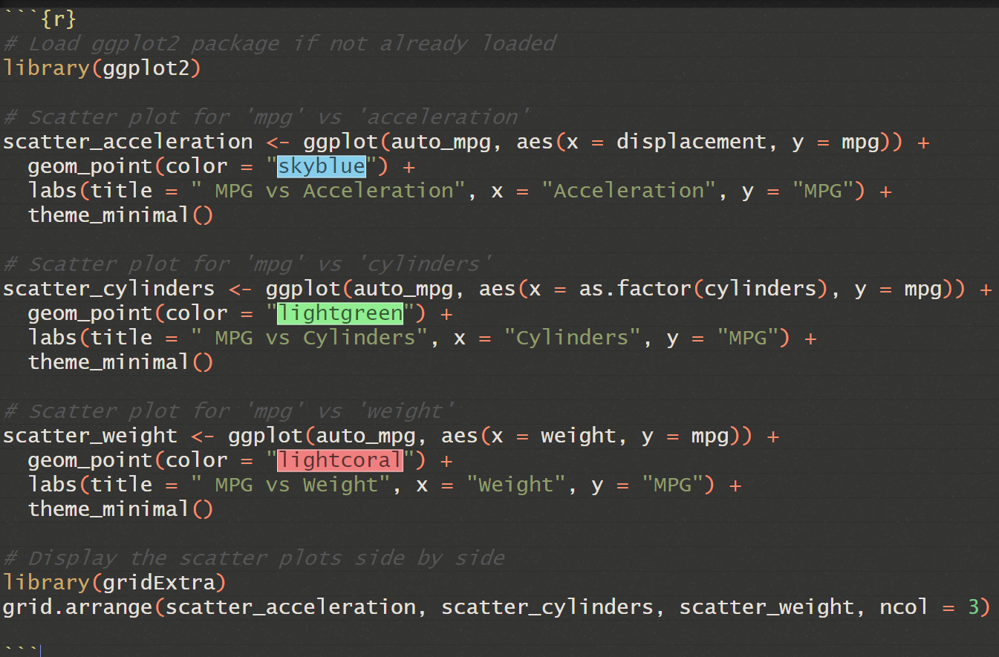 ```{r}
# Load ggplot2 package if not already loaded
library(ggplot2)

# Scatter plot for 'mpg' vs 'acceleration'
scatter_acceleration <- ggplot(auto_mpg, aes(x = displacement, y = mpg)) +
  geom_point(color = "skyblue") +
  labs(title = " MPG vs Acceleration", x = "Acceleration", y = "MPG") +
  theme_minimal()

# Scatter plot for 'mpg' vs 'cylinders'
scatter_cylinders <- ggplot(auto_mpg, aes(x = as.factor(cylinders), y = mpg)) +
  geom_point(color = "lightgreen") +
  labs(title = " MPG vs Cylinders", x = "Cylinders", y = "MPG") +
  theme_minimal()

# Scatter plot for 'mpg' vs 'weight'
scatter_weight <- ggplot(auto_mpg, aes(x = weight, y = mpg)) +
  geom_point(color = "lightcoral") +
  labs(title = " MPG vs Weight", x = "Weight", y = "MPG") +
  theme_minimal()

# Display the scatter plots side by side
library(gridExtra)
grid.arrange(scatter_acceleration, scatter_cylinders, scatter_weight, ncol = 3)

```